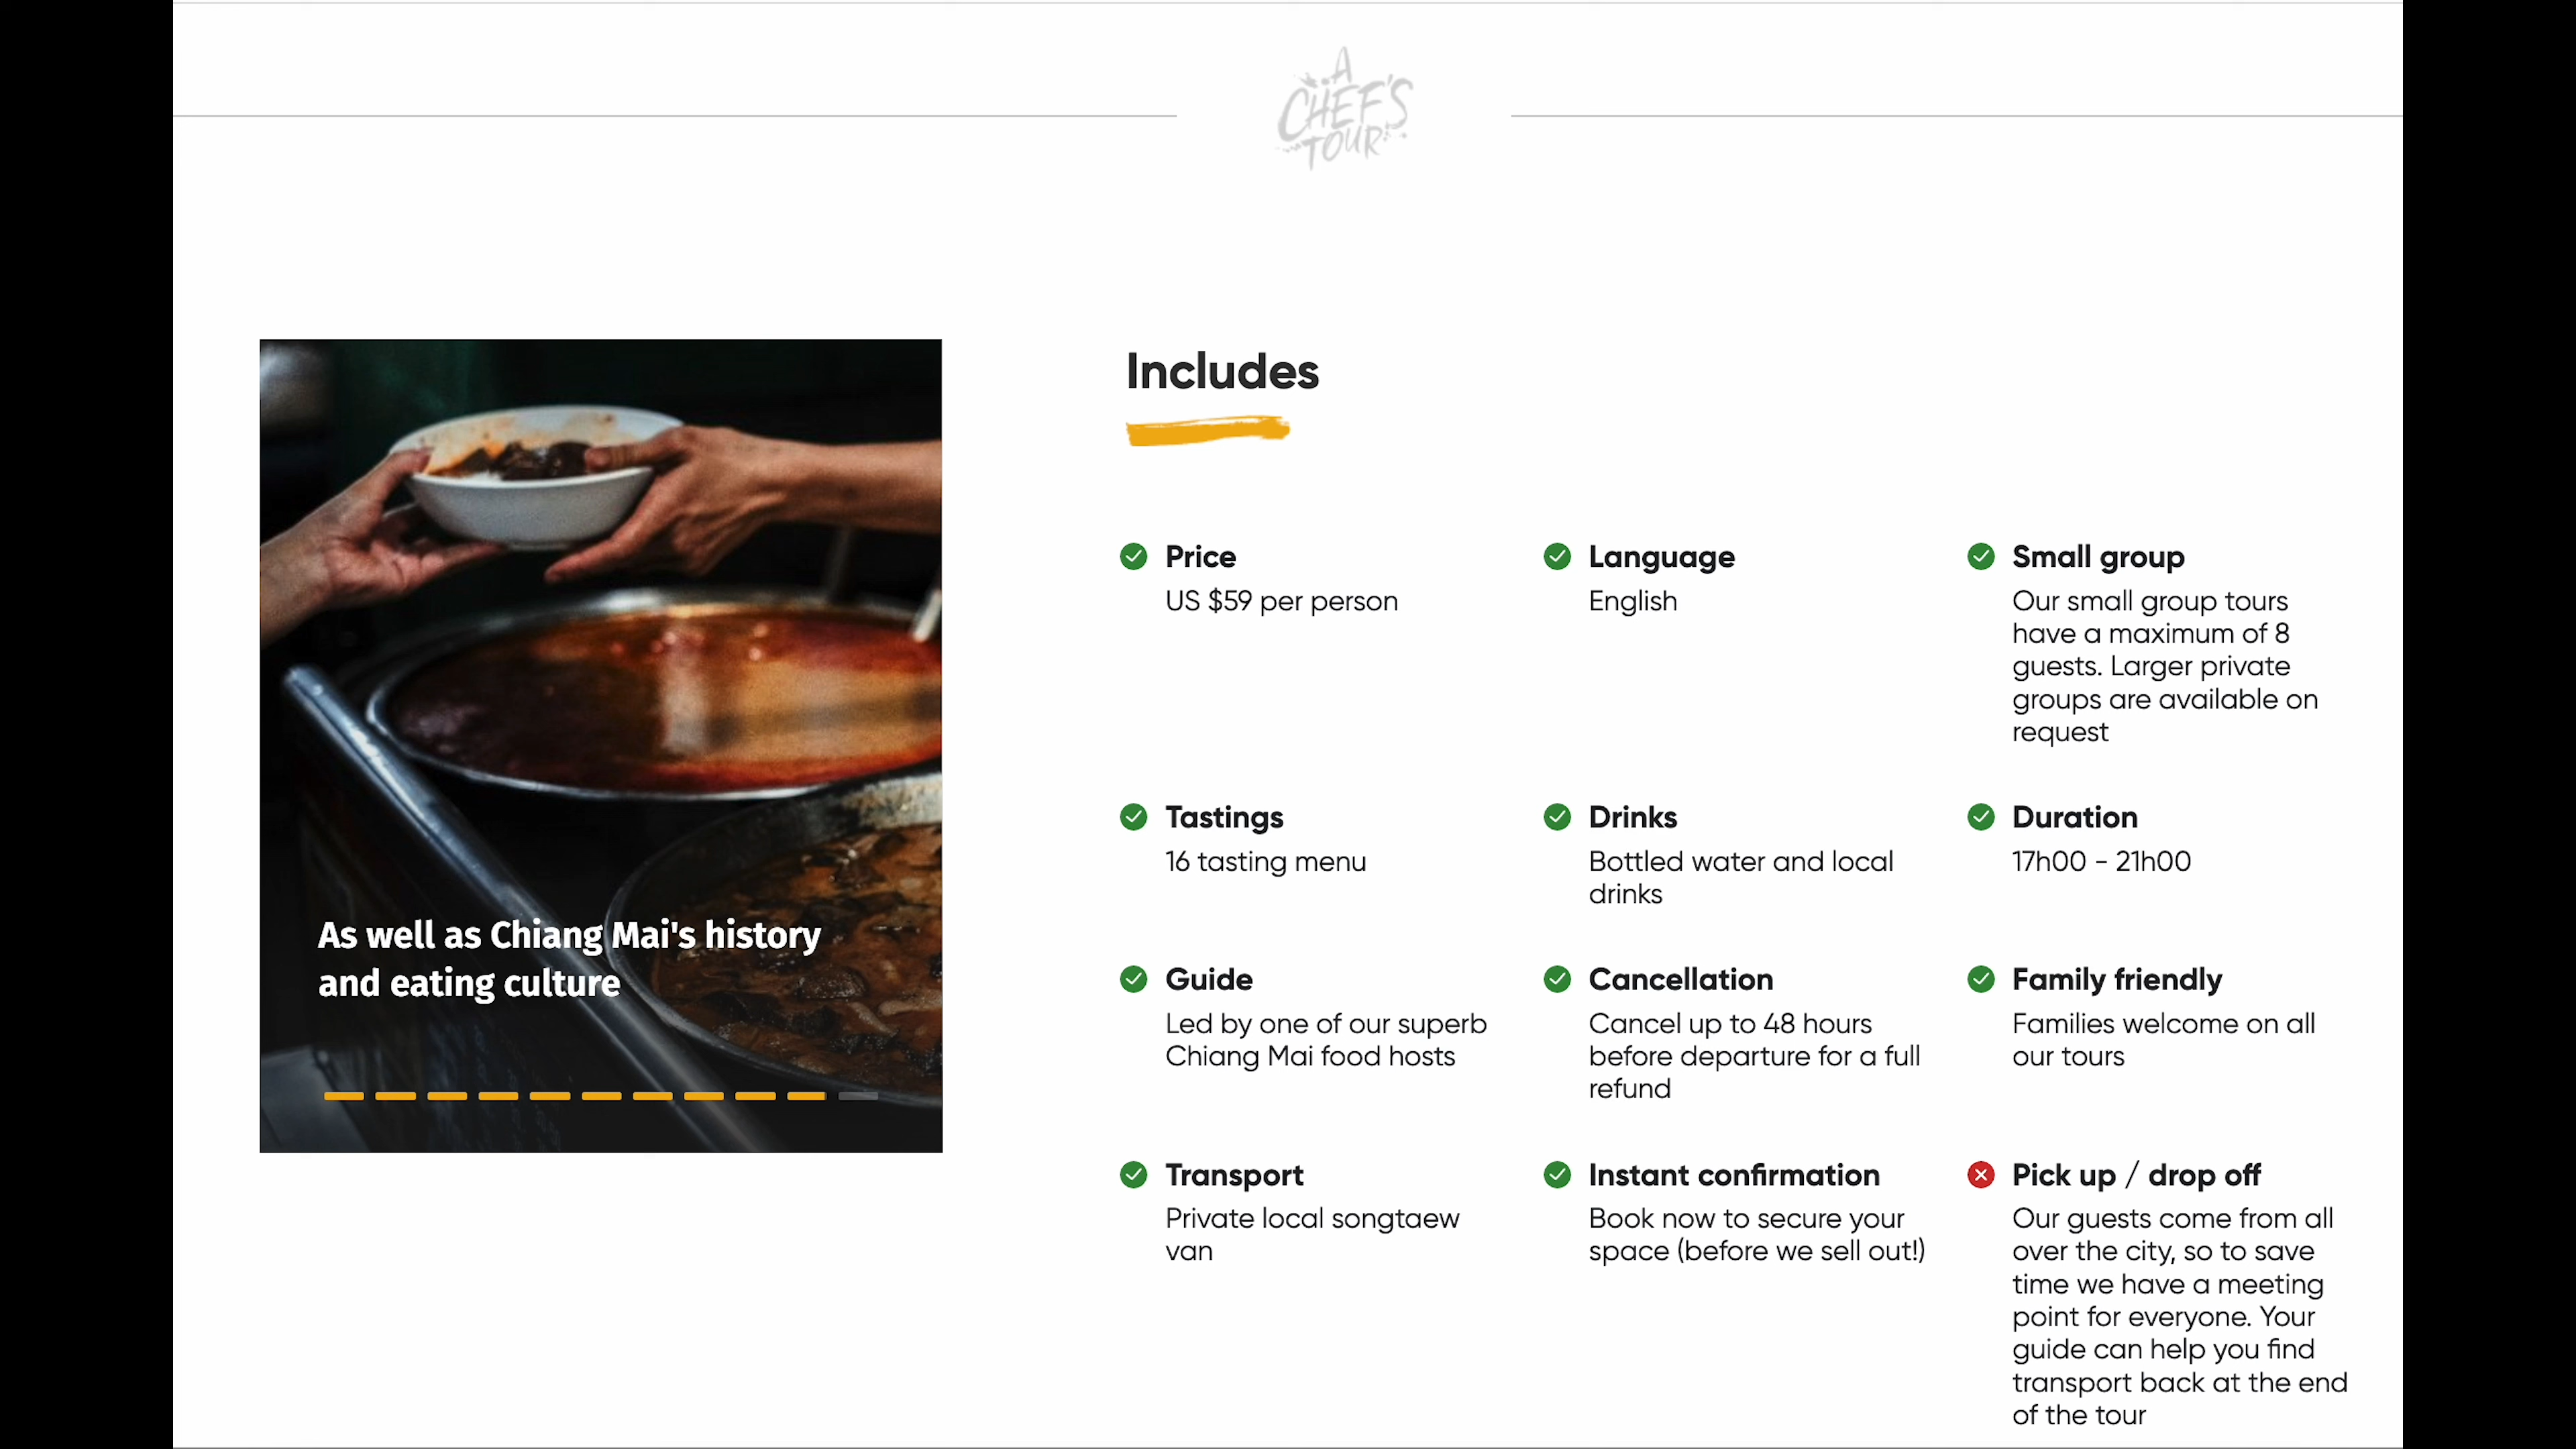 A
CHEF'S
TOUR
As well as Chiang Mai's history
and eating culture
Includes
Price
US $59 per person
Language
English
Small group
Our small group tours
have a maximum of 8
guests. Larger private
groups are available on
request
Tastings
16 tasting menu
Drinks
Bottled water and local
drinks
Duration
17h00 - 21h00
Guide
Led by one of our superb
Chiang Mai food hosts
Cancellation
Cancel up to 48 hours
before departure for a full
refund
Family friendly
Families welcome on all
our tours
Transport
Private local songtaew
van
Instant confirmation
Book now to secure your
space (before we sell out!)
Pick up / drop off
Our guests come from all
over the city, so to save
time we have a meeting
point for everyone. Your
guide can help you find
transport back at the end
of the tour